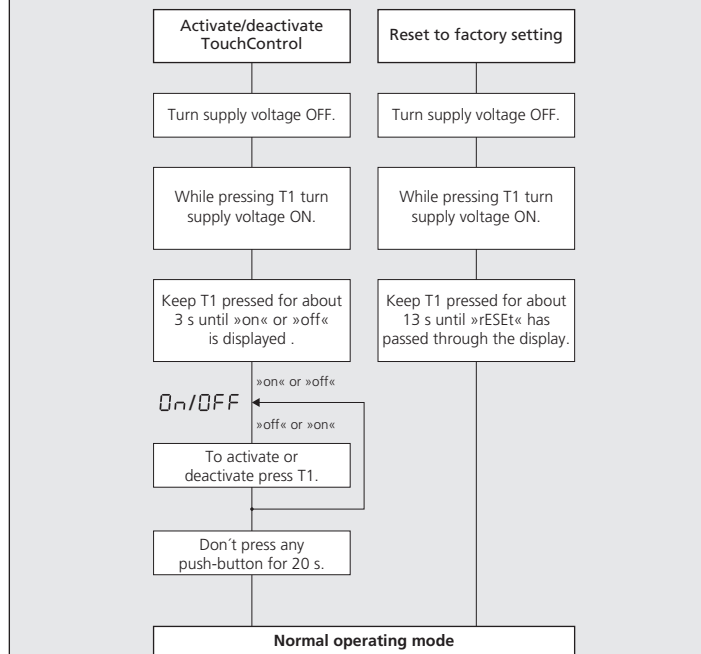 Activate/deactivate
TouchControl
Turn supply voltage OFF.
While pressing T1 turn
supply voltage ON.
Keep T1 pressed for about
3 s until »on« or »off«
is displayed .
»on« or »off«
On/OFF
»off« or »on«
To activate or
deactivate press T1.
Don´t press any
push-button for 20 s.
Reset to factory setting
Turn supply voltage OFF.
While pressing T1 turn
supply voltage ON.
Keep T1 pressed for about
13 s until »rESEt« has
passed through the display.
Normal operating mode